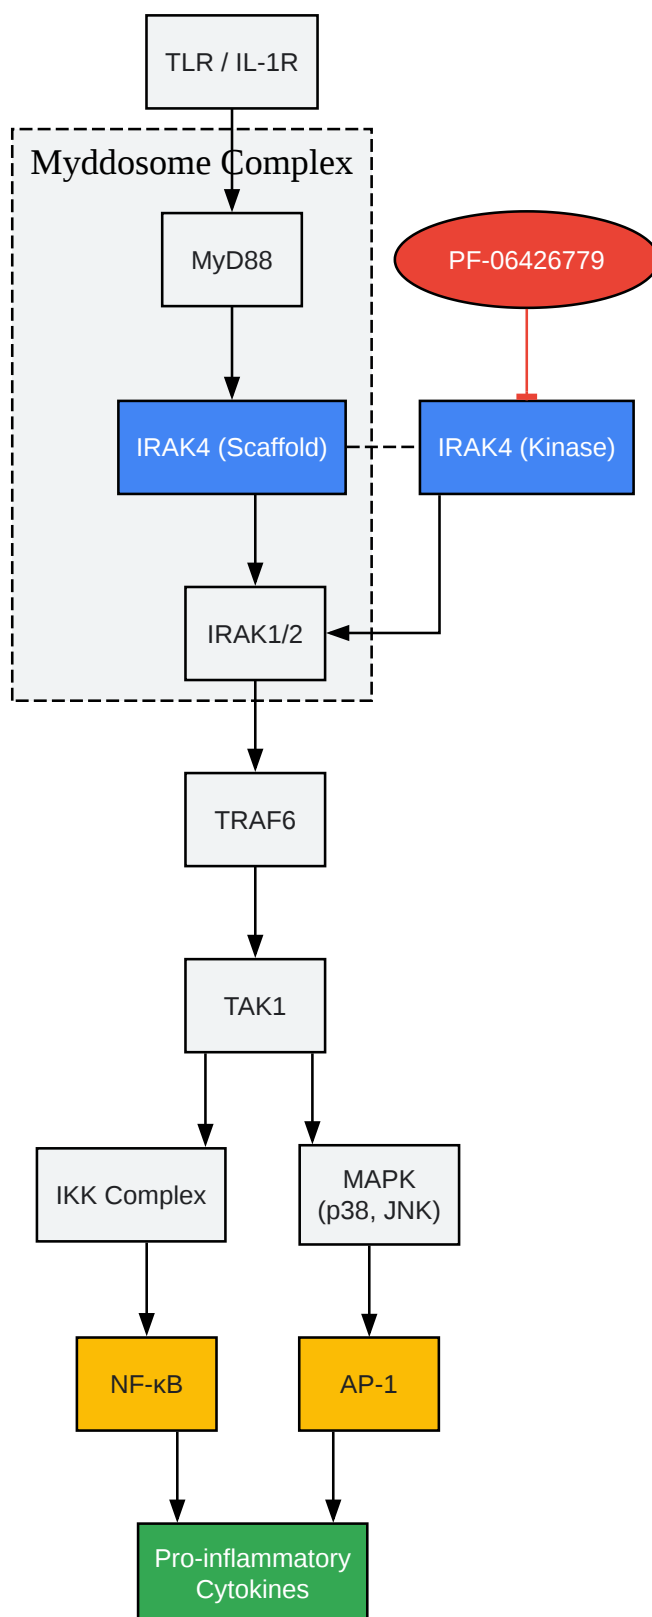 TLR / IL-1R
Myddosome Complex
MyD88
PF-06426779
IRAK4 (Scaffold)
IRAK4 (Kinase)
IRAK1/2
TRAF6
TAK1
IKK Complex
MAPK
(p38, JNK)
NF-κB
AP-1
Pro-inflammatory
Cytokines